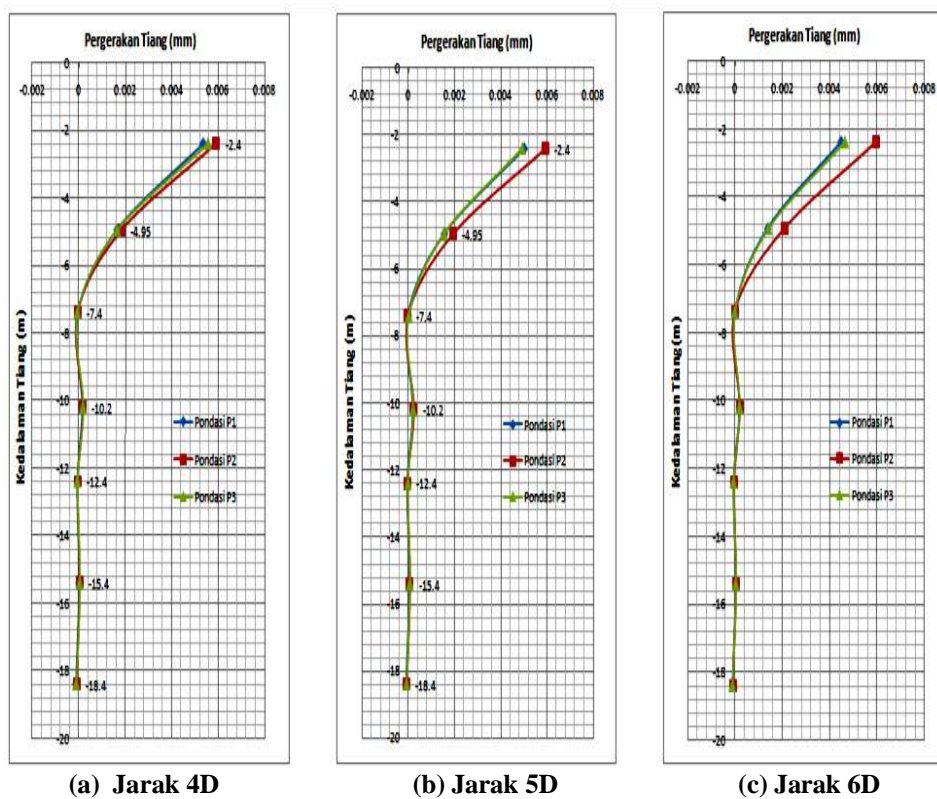 Pergerakan Tiang (mm)
-0.002 0 0.002 0.004 0.006 0.008
0
-2
-4
-6
-8
-10
-12
-14
-16
-18
-20
Kedalaman Tiang (m)
-2.4
-4.95
-7.4
-10.2
-12.4
-15.4
-18.4
Pondasi P1
Pondasi P2
Pondasi P3
(a) Jarak 4D
Pergerakan Tiang (mm)
-0.002 0 0.002 0.004 0.006 0.008
0
-2
-4
-6
-8
-10
-12
-14
-16
-18
-20
Kedalaman Tiang (m)
-2.4
-4.95
-7.4
-10.2
-12.4
-15.4
-18.4
Pondasi P1
Pondasi P2
Pondasi P3
(b) Jarak 5D
Pergerakan Tiang (mm)
-0.002 0 0.002 0.004 0.006 0.008
0
-2
-4
-6
-8
-10
-12
-14
-16
-18
-20
Kedalaman Tiang (m)
Pondasi P1
Pondasi P2
Pondasi P3
(c) Jarak 6D